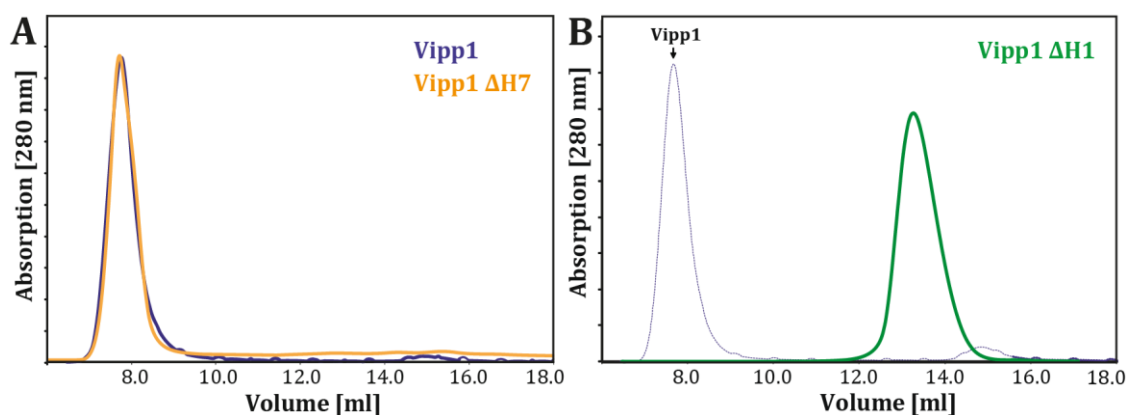 A
Vipp1
Vipp1 ΔH7
Absorption [280 nm]
8.0 10.0 12.0 14.0 16.0 18.0
Volume [ml]
B
Vipp1
Vipp1 ΔH1
Absorption [280 nm]
8.0 10.0 12.0 14.0 16.0 18.0
Volume [ml]